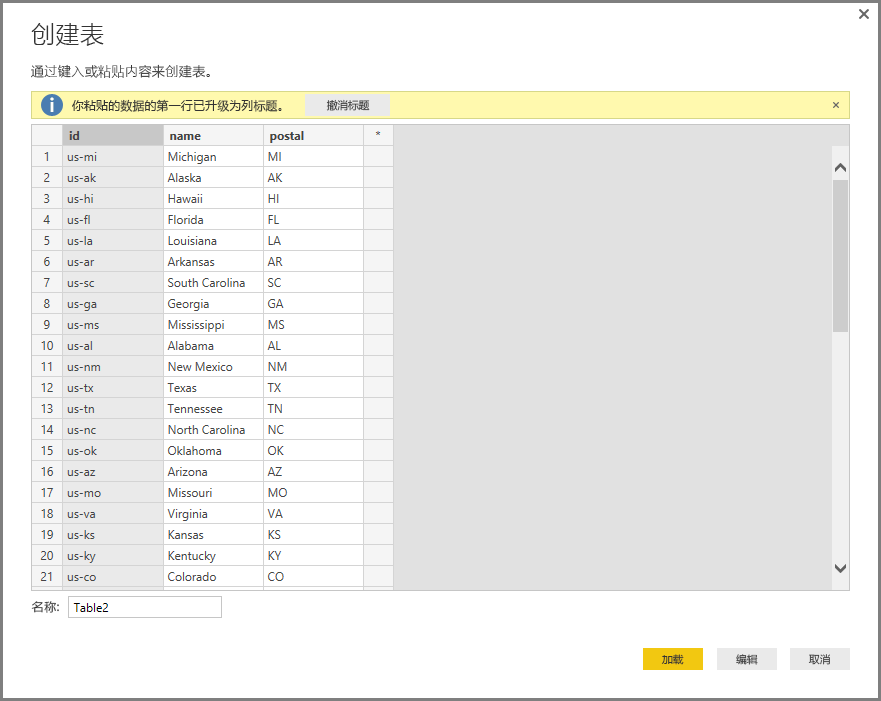 创建表
通过键入或粘贴内容来创建表。
你粘贴的数据的第一行已升级为列标题。 撤消标题
id name postal *
1 us-mi Michigan MI
2 us-ak Alaska AK
3 us-hi Hawaii HI
4 us-fl Florida FL
5 us-la Louisiana LA
6 us-ar Arkansas AR
7 us-sc South Carolina SC
8 us-ga Georgia GA
9 us-ms Mississippi MS
10 us-al Alabama AL
11 us-nm New Mexico NM
12 us-tx Texas TX
13 us-tn Tennessee TN
14 us-nc North Carolina NC
15 us-ok Oklahoma OK
16 us-az Arizona AZ
17 us-mo Missouri MO
18 us-va Virginia VA
19 us-ks Kansas KS
20 us-ky Kentucky KY
21 us-co Colorado CO
名称: Table2
加载 编辑 取消